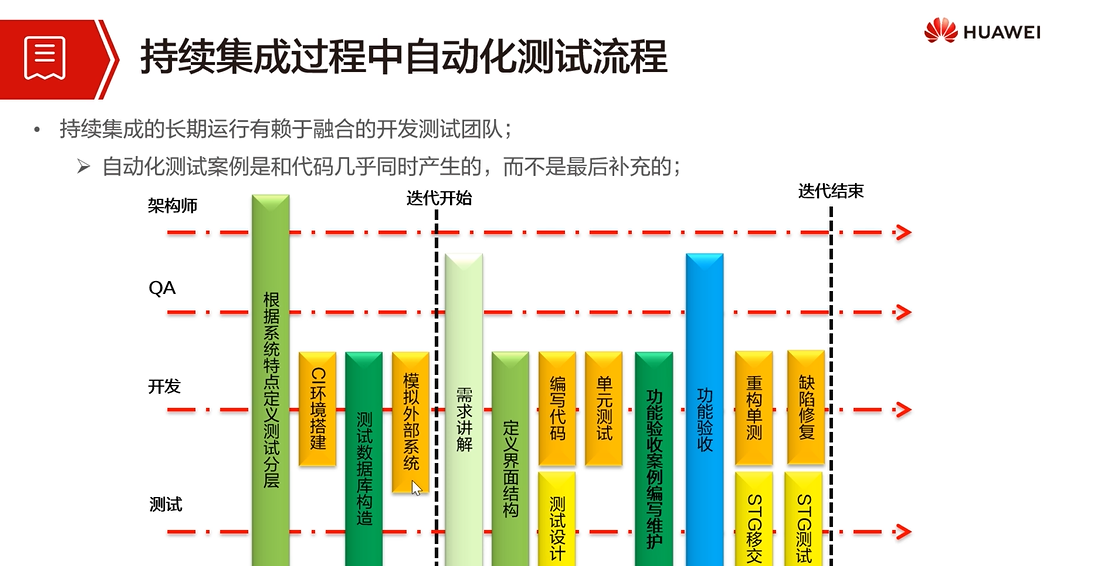 持续集成过程中自动化测试流程
HUAWEI
• 持续集成的长期运行有赖于融合的开发测试团队；
➢ 自动化测试案例是和代码几乎同时产生的，而不是最后补充的；
架构师
迭代开始
迭代结束
QA
开发
测试
根据系统特点定义测试分层
CI环境搭建
测试数据库构造
模拟外部系统
需求讲解
定义界面结构
编写代码
测试设计
单元测试
功能验收案例编写维护
功能验收
重构单测
STG移交
缺陷修复
STG测试